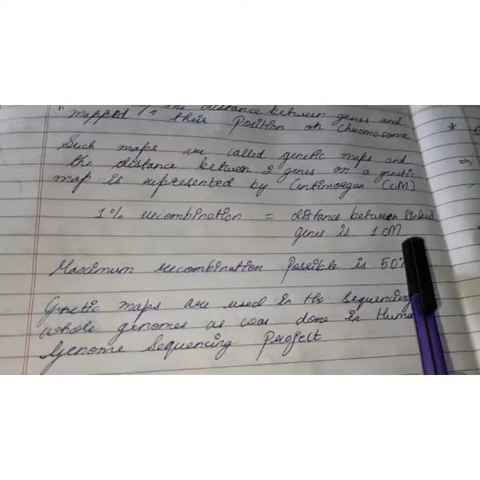 mapped the distance between genes and
their Position on Chromosome
Such maps are called genetic maps and
the distance between 2 genes on a genetic
map is represented by Centimorgan (cM)
1% recombination = distance between linked
genes is 1 cM
Maximum recombination Possible is 50%
Genetic maps are used in the sequencing
whole genomes as was done in Huma
Genome Sequencing Project